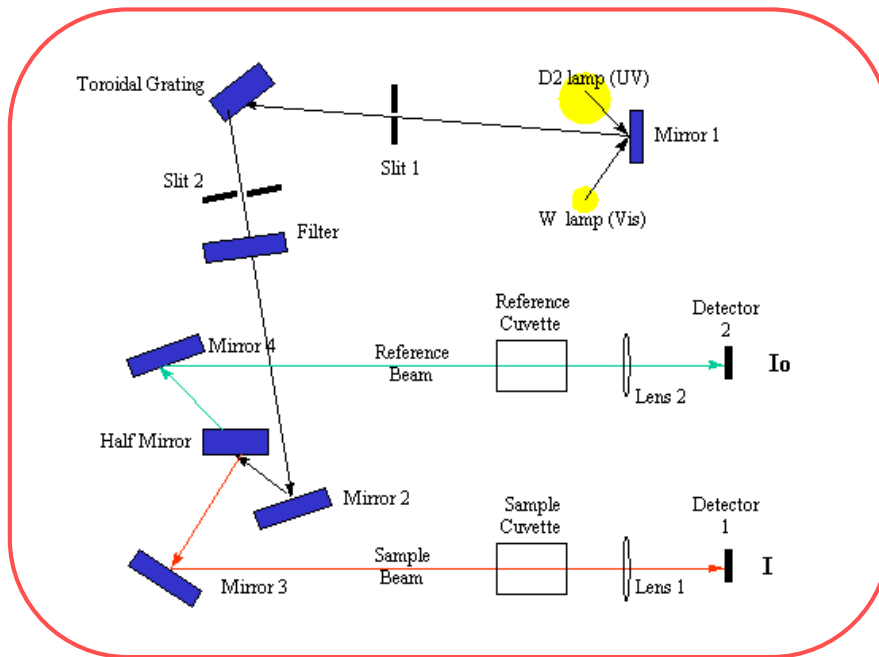 D2 lamp (UV)
Toroidal Grating
Mirror 1
Slit 1
Slit 2
W lamp (Vis)
Filter
Reference
Cuvette
Detector
2
Mirror 4
Reference
Beam
Io
Lens 2
Half Mirror
Mirror 2
Sample
Cuvette
Detector
1
Sample
Beam
I
Mirror 3
Lens 1